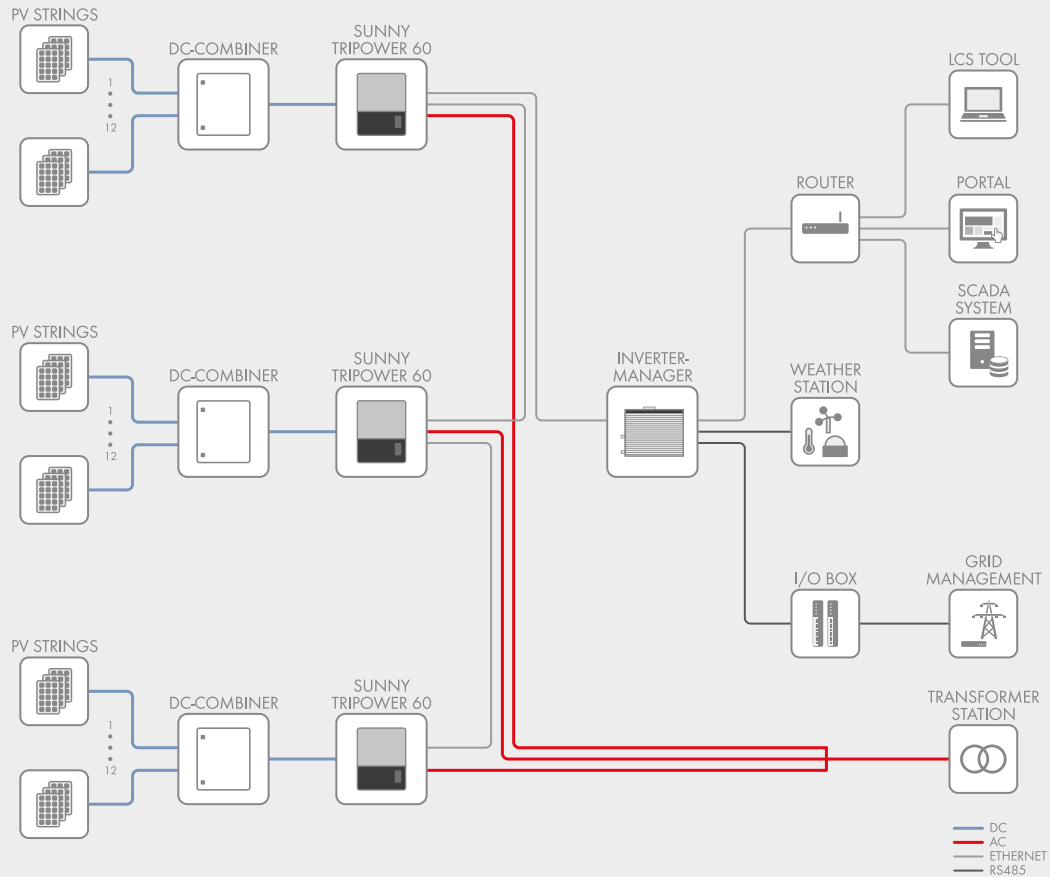 PV STRINGS
DC-COMBINER
SUNNY
TRIPOWER 60
1
12
LCS TOOL
ROUTER
PORTAL
SCADA
SYSTEM
PV STRINGS
DC-COMBINER
SUNNY
TRIPOWER 60
1
12
INVERTER-
MANAGER
WEATHER
STATION
I/O BOX
GRID
MANAGEMENT
PV STRINGS
DC-COMBINER
SUNNY
TRIPOWER 60
1
12
TRANSFORMER
STATION
DC
AC
ETHERNET
RS485